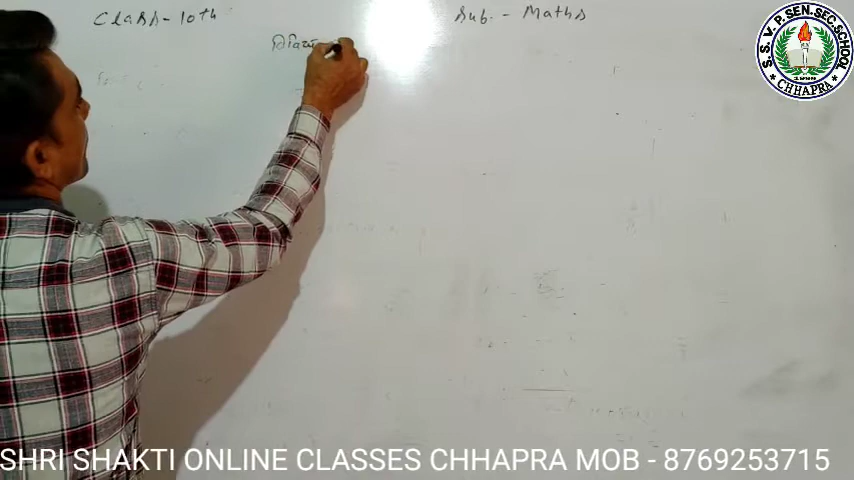 Class - 10th
Sub. - Maths
S. S. V. P. SEN. SEC. SCHOOL
CHHAPRA
SHRI SHAKTI ONLINE CLASSES CHHAPRA MOB - 8769253715